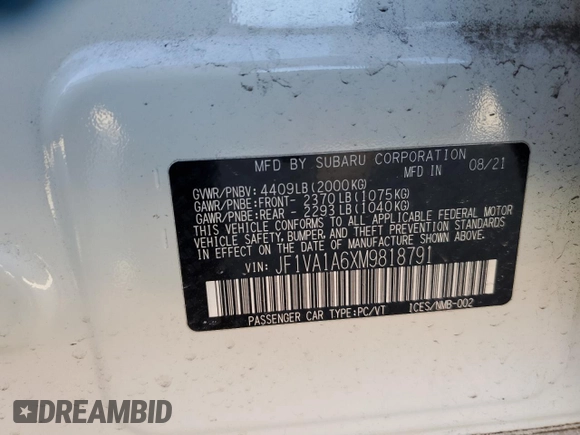 MFD BY SUBARU CORPORATION
MFD IN 08/21
GVWR/PNBV: 4409LB(2000KG)
GAWR/PNBE:FRONT- 2370LB(1075KG)
GAWR/PNBE:REAR - 2293LB(1040KG)
THIS VEHICLE CONFORMS TO
ALL APPLICABLE FEDERAL MOTOR
VEHICLE SAFETY, BUMPER, AND THEFT PREVENTION STANDARDS
IN EFFECT ON THE DATE OF MANUFACTURE SHOWN ABOVE.
VIN: JF1VA1A6XM9818791
PASSENGER CAR TYPE:PC/VT ICES/NMB-002
DREAMBID